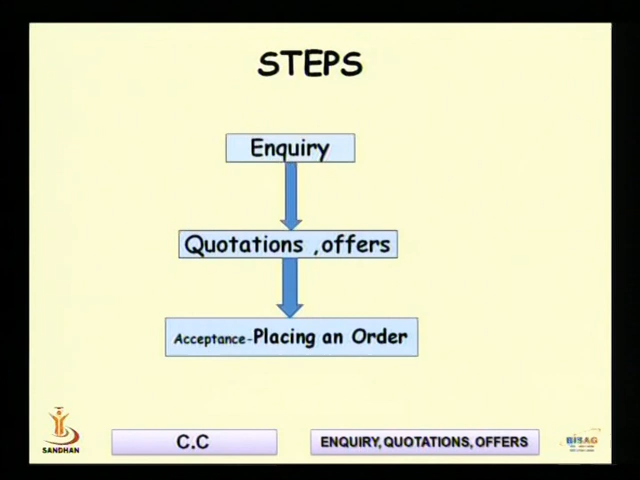 STEPS
Enquiry
Quotations ,offers
Acceptance-Placing an Order
SANDHAN
C.C
ENQUIRY, QUOTATIONS, OFFERS
BISAG